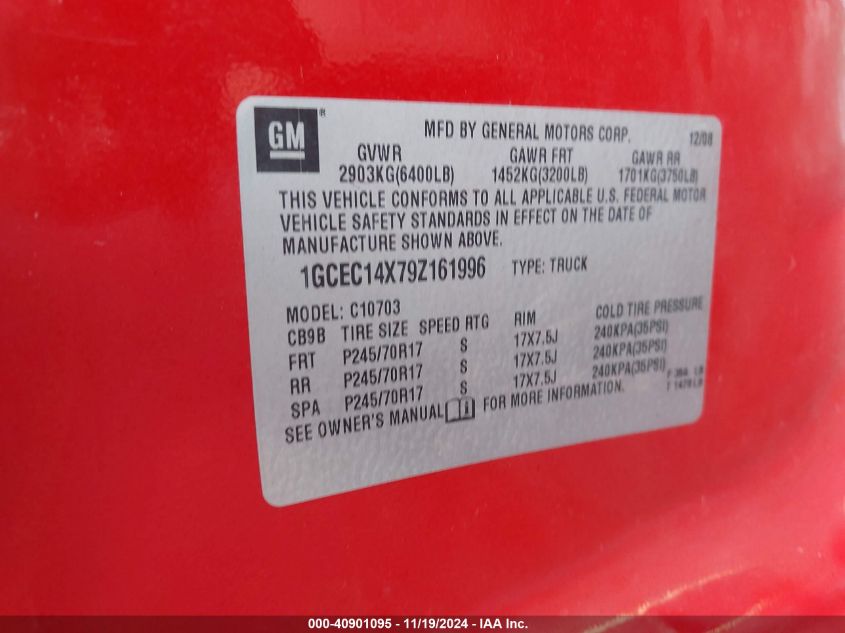 GM ®
MFD BY GENERAL MOTORS CORP. 12/08
GVWR GAWR FRT GAWR RR
2903KG(6400LB) 1452KG(3200LB) 1701KG(3750LB)
THIS VEHICLE CONFORMS TO ALL APPLICABLE U.S. FEDERAL MOTOR
VEHICLE SAFETY STANDARDS IN EFFECT ON THE DATE OF
MANUFACTURE SHOWN ABOVE.
1GCEC14X79Z161996 TYPE: TRUCK
MODEL: C10703
CB9B TIRE SIZE SPEED RTG RIM COLD TIRE PRESSURE
FRT P245/70R17 S 17X7.5J 240KPA(35PSI)
RR P245/70R17 S 17X7.5J 240KPA(35PSI)
SPA P245/70R17 S 17X7.5J 240KPA(35PSI)
SEE OWNER'S MANUAL FOR MORE INFORMATION.
000-40901095 - 11/19/2024 - IAA Inc.